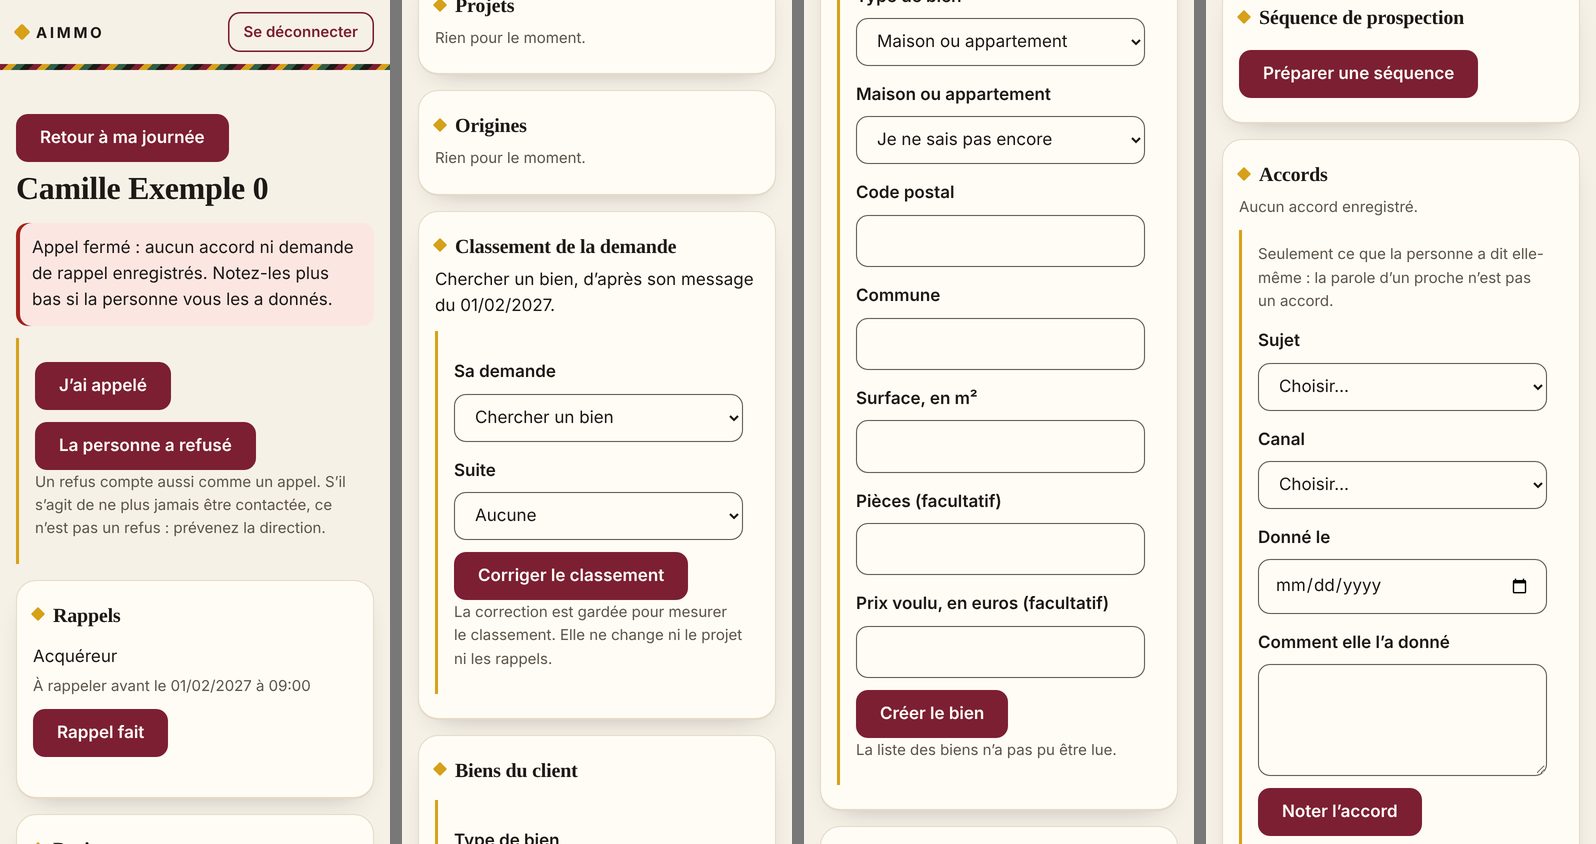 AIMMO
Se déconnecter
Retour à ma journée
Camille Exemple 0
Appel fermé : aucun accord ni demande
de rappel enregistrés. Notez-les plus
bas si la personne vous les a donnés.
J’ai appelé
La personne a refusé
Un refus compte aussi comme un appel. S’il
s’agit de ne plus jamais être contactée, ce
n’est pas un refus : prévenez la direction.
Rappels
Acquéreur
À rappeler avant le 01/02/2027 à 09:00
Rappel fait
Projets
Rien pour le moment.
Origines
Rien pour le moment.
Classement de la demande
Chercher un bien, d’après son message
du 01/02/2027.
Sa demande
Chercher un bien
Suite
Aucune
Corriger le classement
La correction est gardée pour mesurer
le classement. Elle ne change ni le projet
ni les rappels.
Biens du client
Type de bien
Type de bien
Maison ou appartement
Maison ou appartement
Je ne sais pas encore
Code postal
Commune
Surface, en m²
Pièces (facultatif)
Prix voulu, en euros (facultatif)
Créer le bien
La liste des biens n’a pas pu être lue.
Séquence de prospection
Préparer une séquence
Accords
Aucun accord enregistré.
Seulement ce que la personne a dit elle-
même : la parole d’un proche n’est pas
un accord.
Sujet
Choisir...
Canal
Choisir...
Donné le
mm/dd/yyyy
Comment elle l’a donné
Noter l’accord